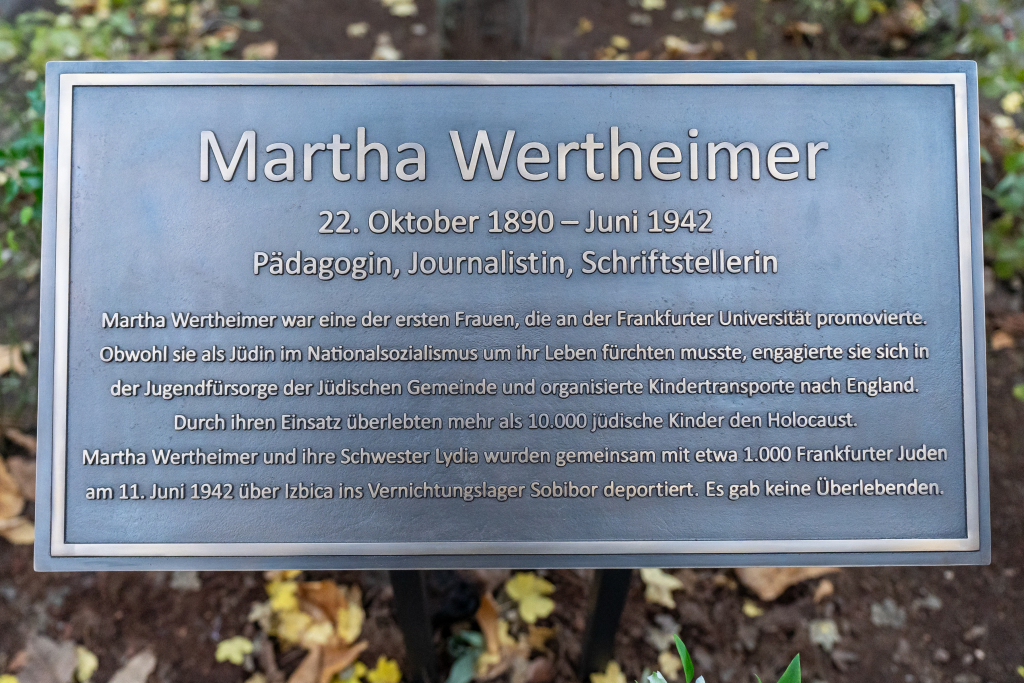 Martha Wertheimer
22. Oktober 1890 – Juni 1942
Pädagogin, Journalistin, Schriftstellerin
Martha Wertheimer war eine der ersten Frauen, die an der Frankfurter Universität promovierte.
Obwohl sie als Jüdin im Nationalsozialismus um ihr Leben fürchten musste, engagierte sie sich in
der Jugendfürsorge der Jüdischen Gemeinde und organisierte Kindertransporte nach England.
Durch ihren Einsatz überlebten mehr als 10.000 jüdische Kinder den Holocaust.
Martha Wertheimer und ihre Schwester Lydia wurden gemeinsam mit etwa 1.000 Frankfurter Juden
am 11. Juni 1942 über Izbica ins Vernichtungslager Sobibor deportiert. Es gab keine Überlebenden.